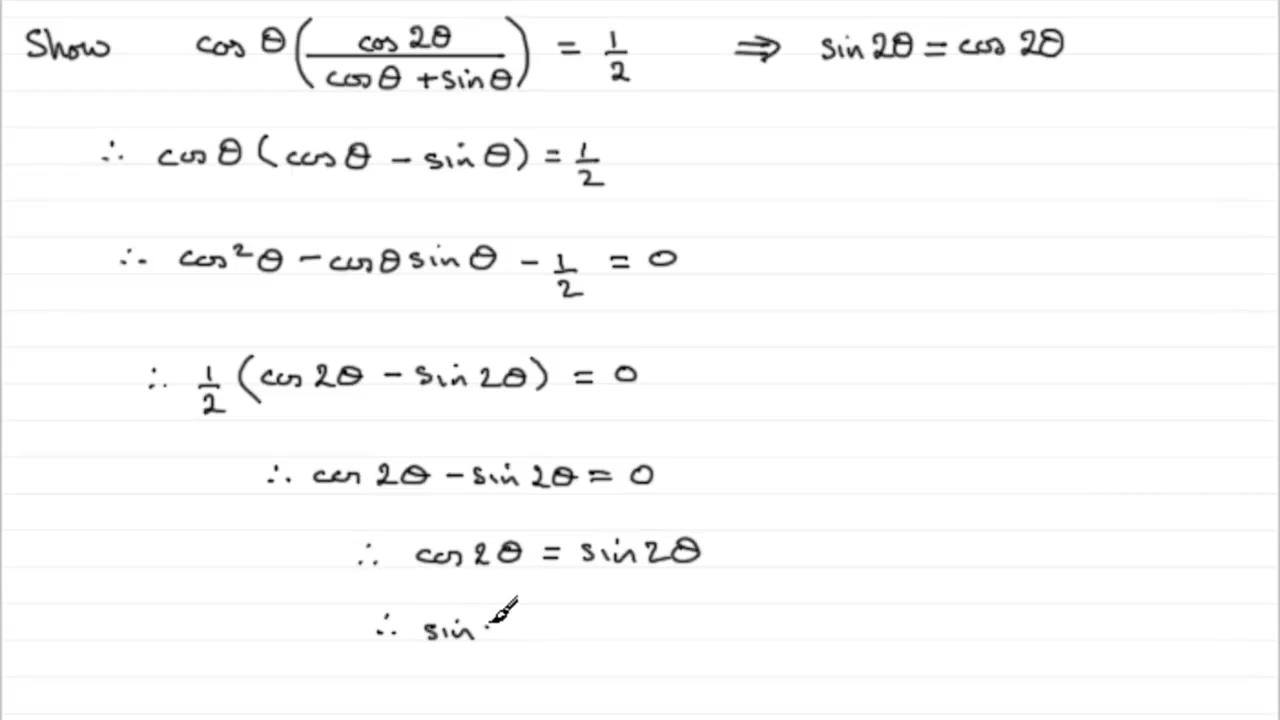 Show cos θ (cos 2θ / (cos θ + sin θ)) = 1/2 ⇒ sin 2θ = cos 2θ
∴ cos θ (cos θ − sin θ) = 1/2
∴ cos² θ − cos θ sin θ − 1/2 = 0
∴ 1/2 (cos 2θ − sin 2θ) = 0
∴ cos 2θ − sin 2θ = 0
∴ cos 2θ = sin 2θ
∴ sin